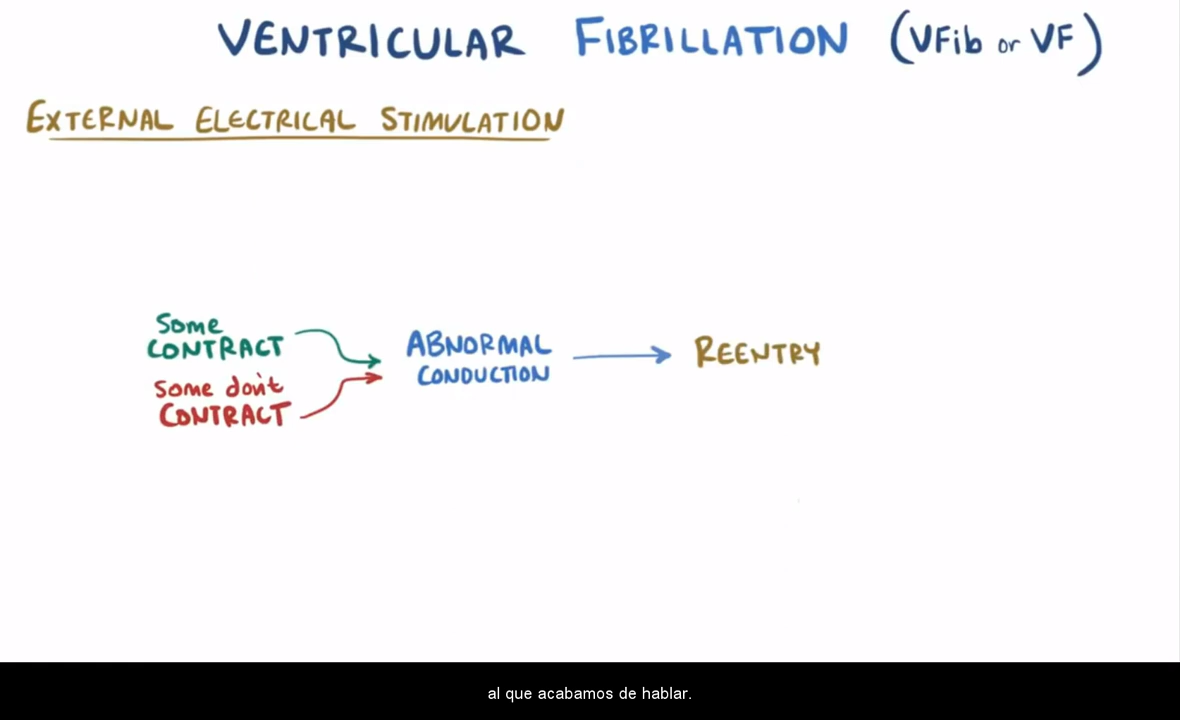 VENTRICULAR FIBRILLATION (VFib or VF)
EXTERNAL ELECTRICAL STIMULATION
Some
CONTRACT
Some don't
CONTRACT
ABNORMAL
CONDUCTION
REENTRY
al que acabamos de hablar.